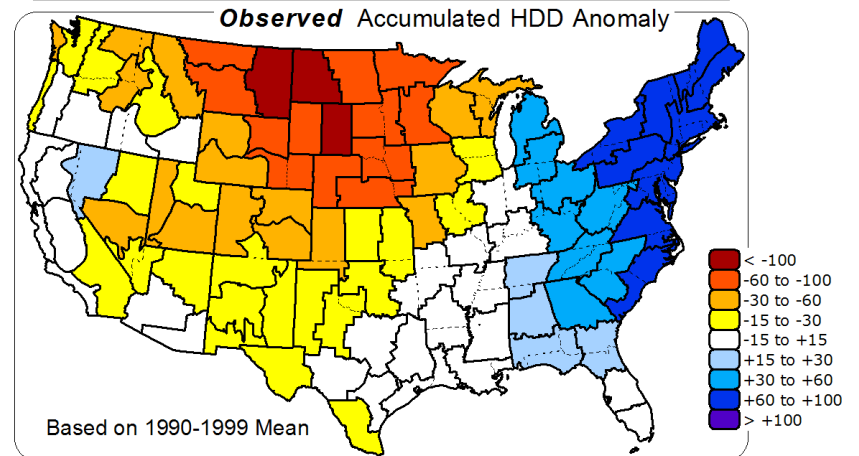 Observed Accumulated HDD Anomaly
< -100
-60 to -100
-30 to -60
-15 to -30
-15 to +15
+15 to +30
+30 to +60
+60 to +100
> +100
Based on 1990-1999 Mean